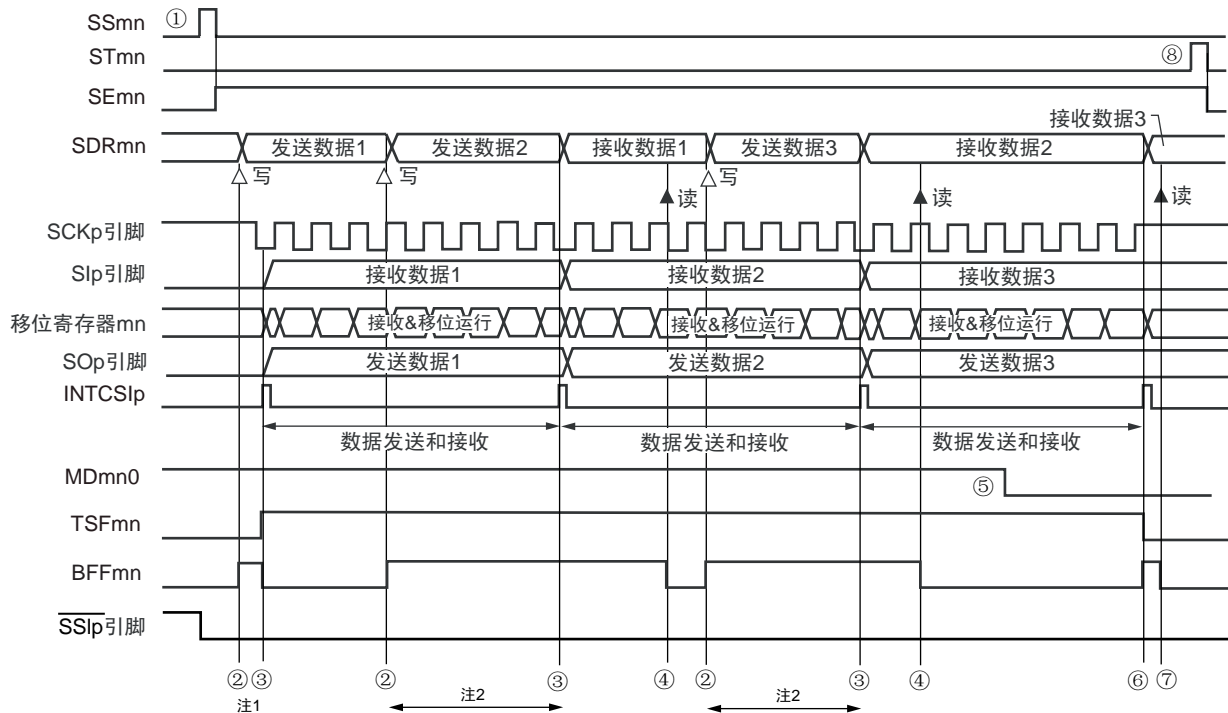 SSmn ①
STmn ⑧
SEmn
SDRmn 发送数据1 发送数据2 接收数据1 发送数据3 接收数据2 接收数据3
写 写 读 写 读 读
SCKp引脚
SIp引脚 接收数据1 接收数据2 接收数据3
移位寄存器mn 接收&移位运行 接收&移位运行 接收&移位运行
SOp引脚 发送数据1 发送数据2 发送数据3
INTCSIp
数据发送和接收 数据发送和接收 数据发送和接收
MDmn0 ⑤
TSFmn
BFFmn
SSIp引脚
② ③ ② ③ ④ ② ③ ④ ⑥ ⑦
注1 注2 注2